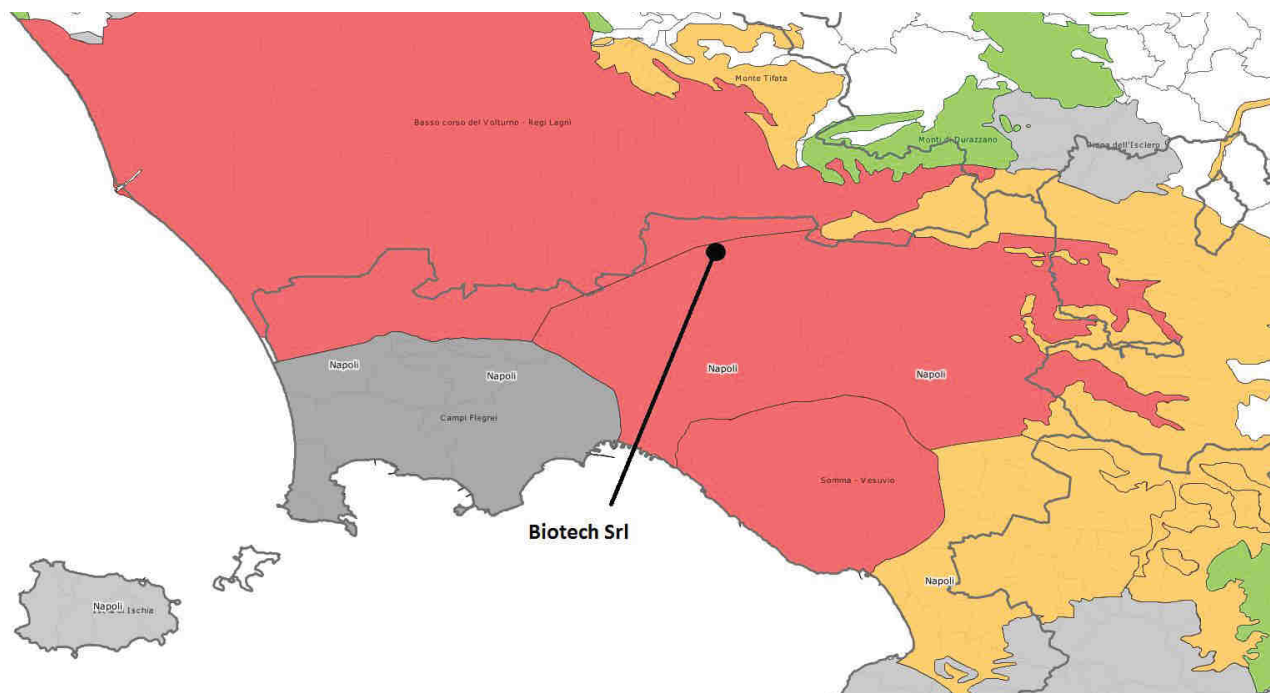 Monte Tifata
Basso corso del Volturno - Regi Lagni
Monti di Durazzano
dell'Isclero
Napoli
Napoli
Napoli
Napoli
Campi Flegrei
Somma - Vesuvio
Biotech Srl
Napoli
Napoli
Ischia